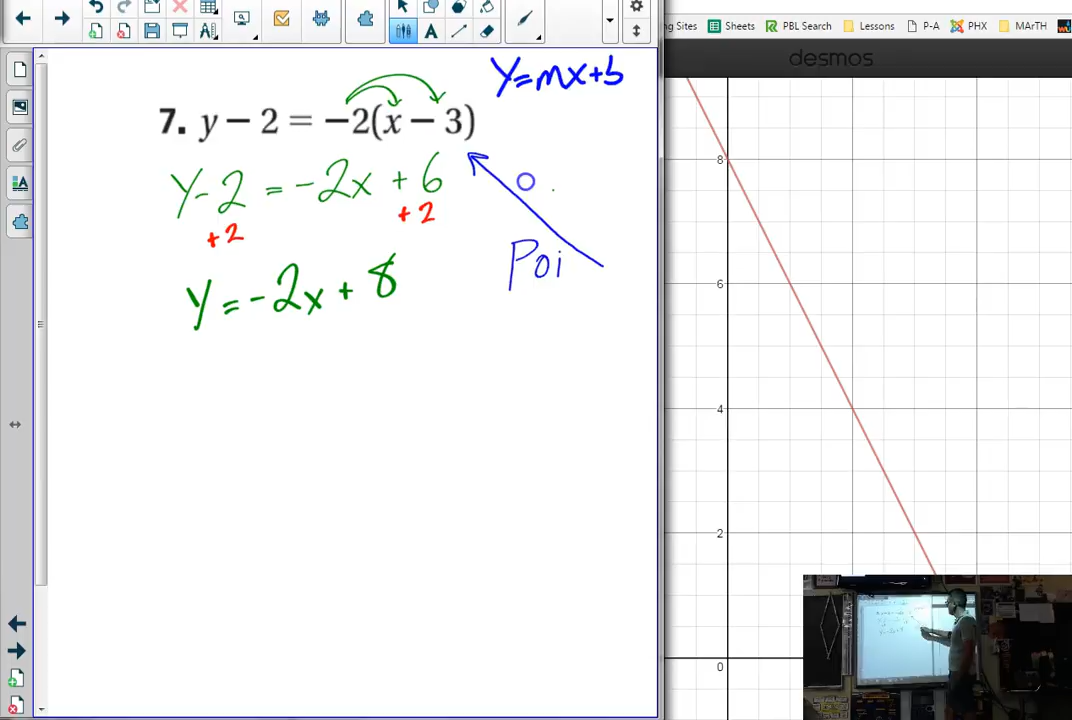 ing Sites Sheets PBL Search Lessons P-A PHX MArTH
desmos
y=mx+b
7. y − 2 = −2(x − 3)
y-2 = -2x + 6
+2 +2
Poi
y = -2x + 8
8
6
4
2
0